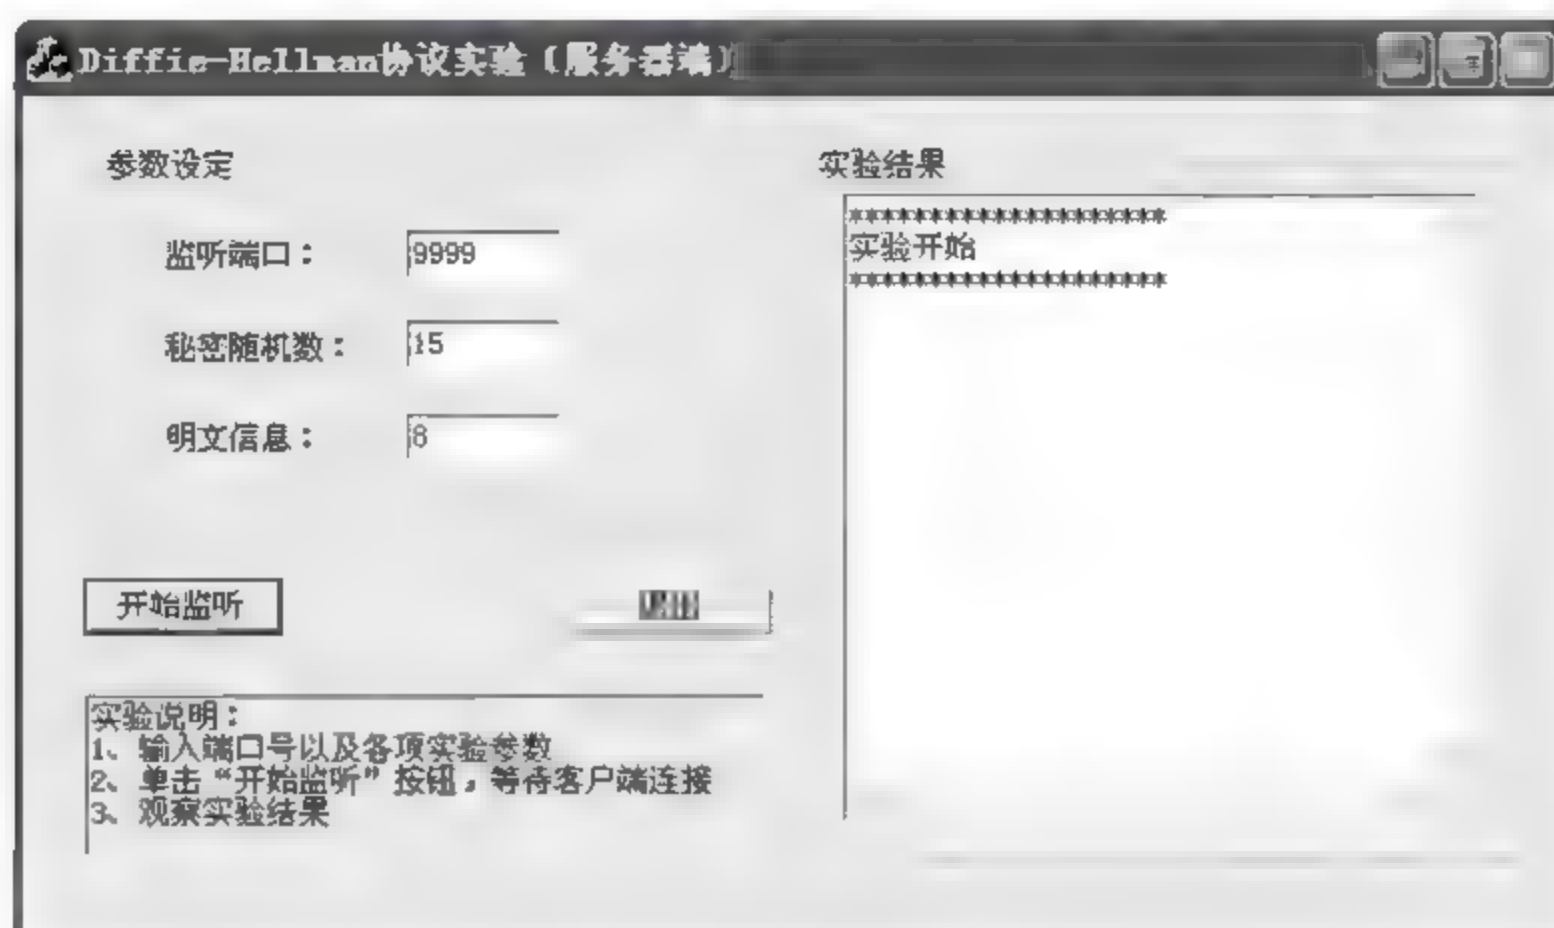 Diffie-Hellman协议实验（服务器端）
参数设定
监听端口：
9999
秘密随机数：
15
明文信息：
8
开始监听
实验说明：
1、输入端口号以及各项实验参数
2、单击“开始监听”按钮，等待客户端连接
3、观察实验结果
实验结果
********************
实验开始
********************